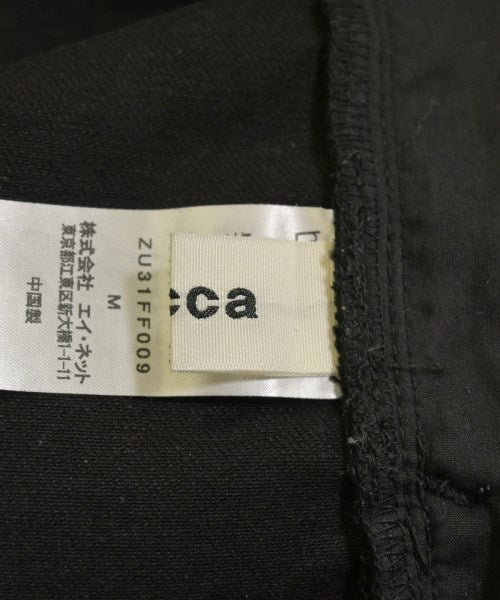 cca
M
ZU31FF009
株式会社 エイ・ネット
東京都江東区新大橋1-1-11
中国製